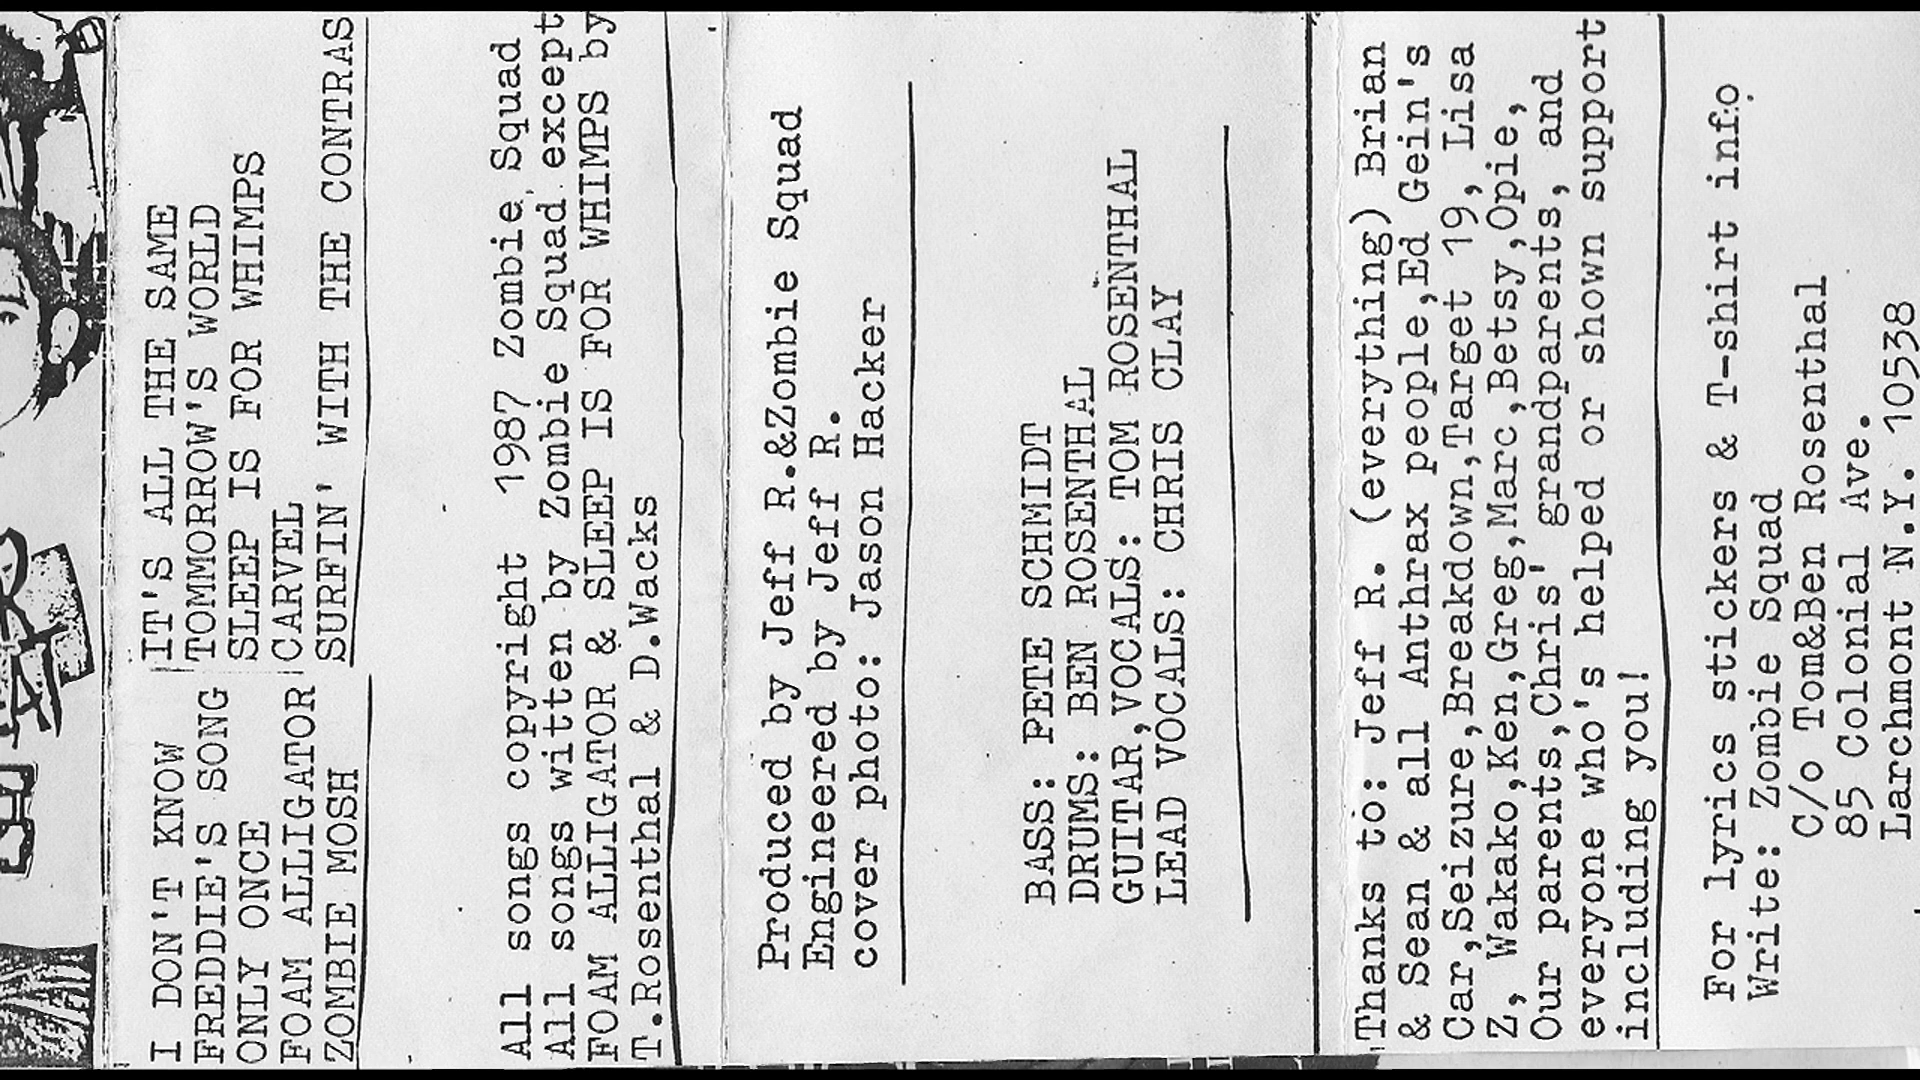 I DON'T KNOW
FREDDIE'S SONG
ONLY ONCE
FOAM ALLIGATOR
ZOMBIE MOSH
IT'S ALL THE SAME
TOMMORROW'S WORLD
SLEEP IS FOR WHIMPS
CARVEL
SURFIN' WITH THE CONTRAS
All songs copyright 1987 Zombie Squad
All songs witten by Zombie Squad except
FOAM ALLIGATOR & SLEEP IS FOR WHIMPS by
T.Rosenthal & D.Wacks
Produced by Jeff R.&Zombie Squad
Engineered by Jeff R.
cover photo: Jason Hacker
BASS: PETE SCHMIDT
DRUMS: BEN ROSENTHAL
GUITAR,VOCALS: TOM ROSENTHAL
LEAD VOCALS: CHRIS CLAY
Thanks to: Jeff R. (everything) Brian
& Sean & all Anthrax people,Ed Gein's
Car,Seizure,Breakdown,Target 19, Lisa
Z, Wakako,Ken,Greg,Marc,Betsy,Opie,
Our parents,Chris' grandparents, and
everyone who's helped or shown support
including you!
For lyrics stickers & T-shirt info
Write: Zombie Squad
C/o Tom&Ben Rosenthal
85 Colonial Ave.
Larchmont N.Y. 10538